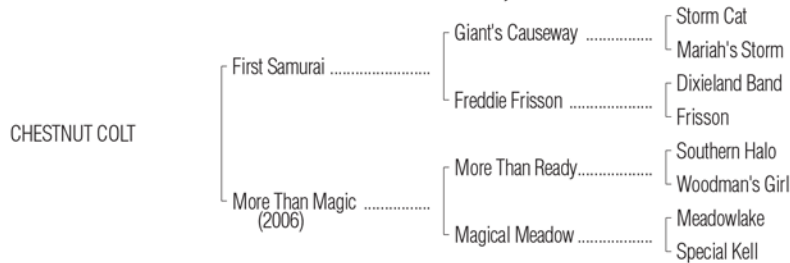 Storm Cat
Giant's Causeway ................
Mariah's Storm
First Samurai ........................
Dixieland Band
Freddie Frisson ....................
Frisson
CHESTNUT COLT
Southern Halo
More Than Ready..................
Woodman's Girl
More Than Magic ................
(2006)
Meadowlake
Magical Meadow ..................
Special Kell